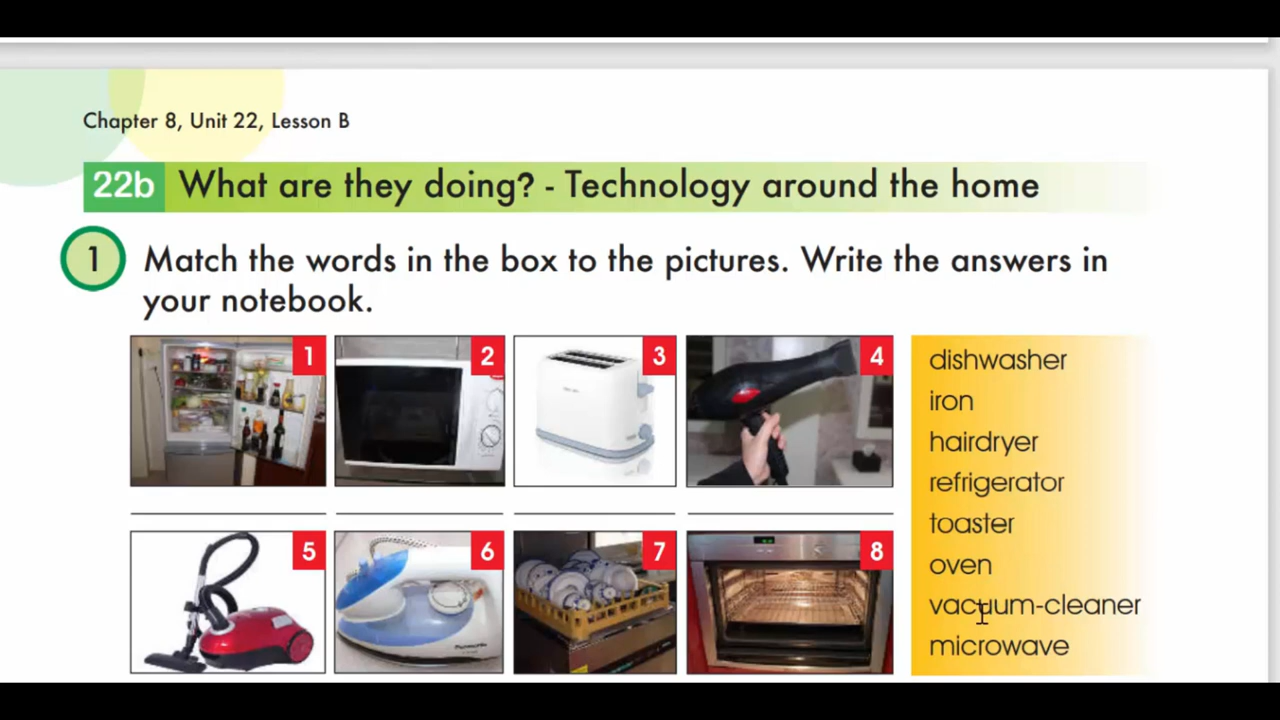 Chapter 8, Unit 22, Lesson B
22b What are they doing? - Technology around the home
1 Match the words in the box to the pictures. Write the answers in
your notebook.
1 2 3 4
5 6 7 8
dishwasher
iron
hairdryer
refrigerator
toaster
oven
vacuum-cleaner
microwave